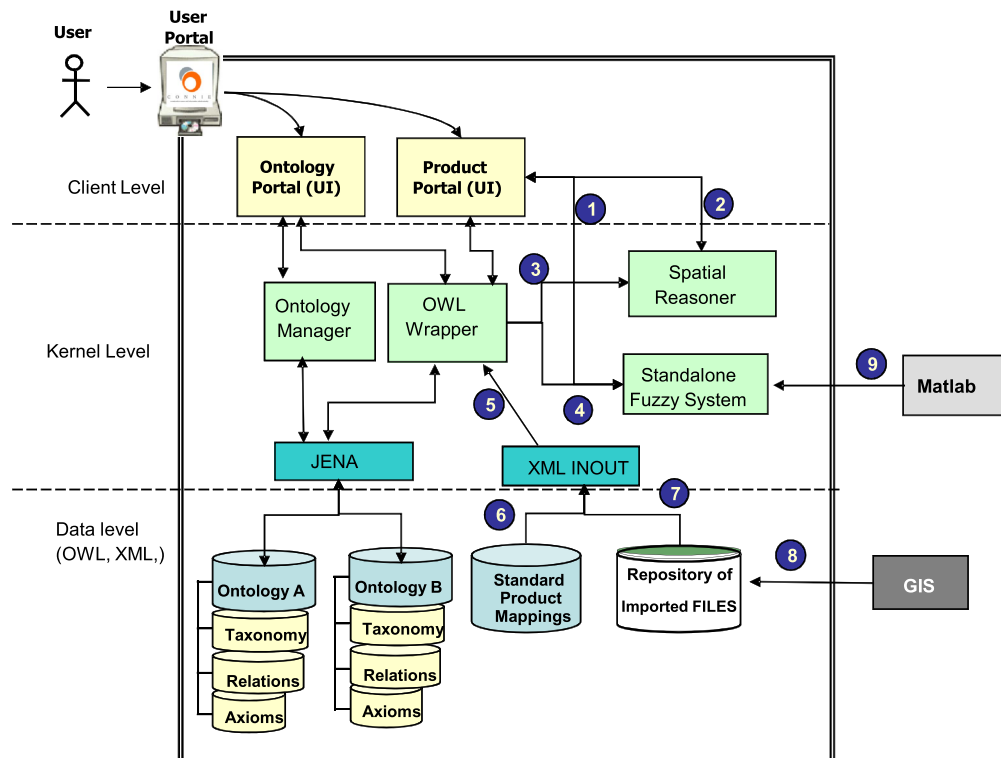 User
User
Portal
CONNIE
Ontology
Portal (UI)
Product
Portal (UI)
Client Level
1
2
3
Spatial
Reasoner
Ontology
Manager
OWL
Wrapper
Kernel Level
Standalone
Fuzzy System
9
Matlab
5
4
JENA
XML INOUT
7
6
Data level
(OWL, XML,)
8
Ontology A
Ontology B
Standard
Product
Mappings
Repository of
Imported FILES
GIS
Taxonomy
Taxonomy
Relations
Relations
Axioms
Axioms